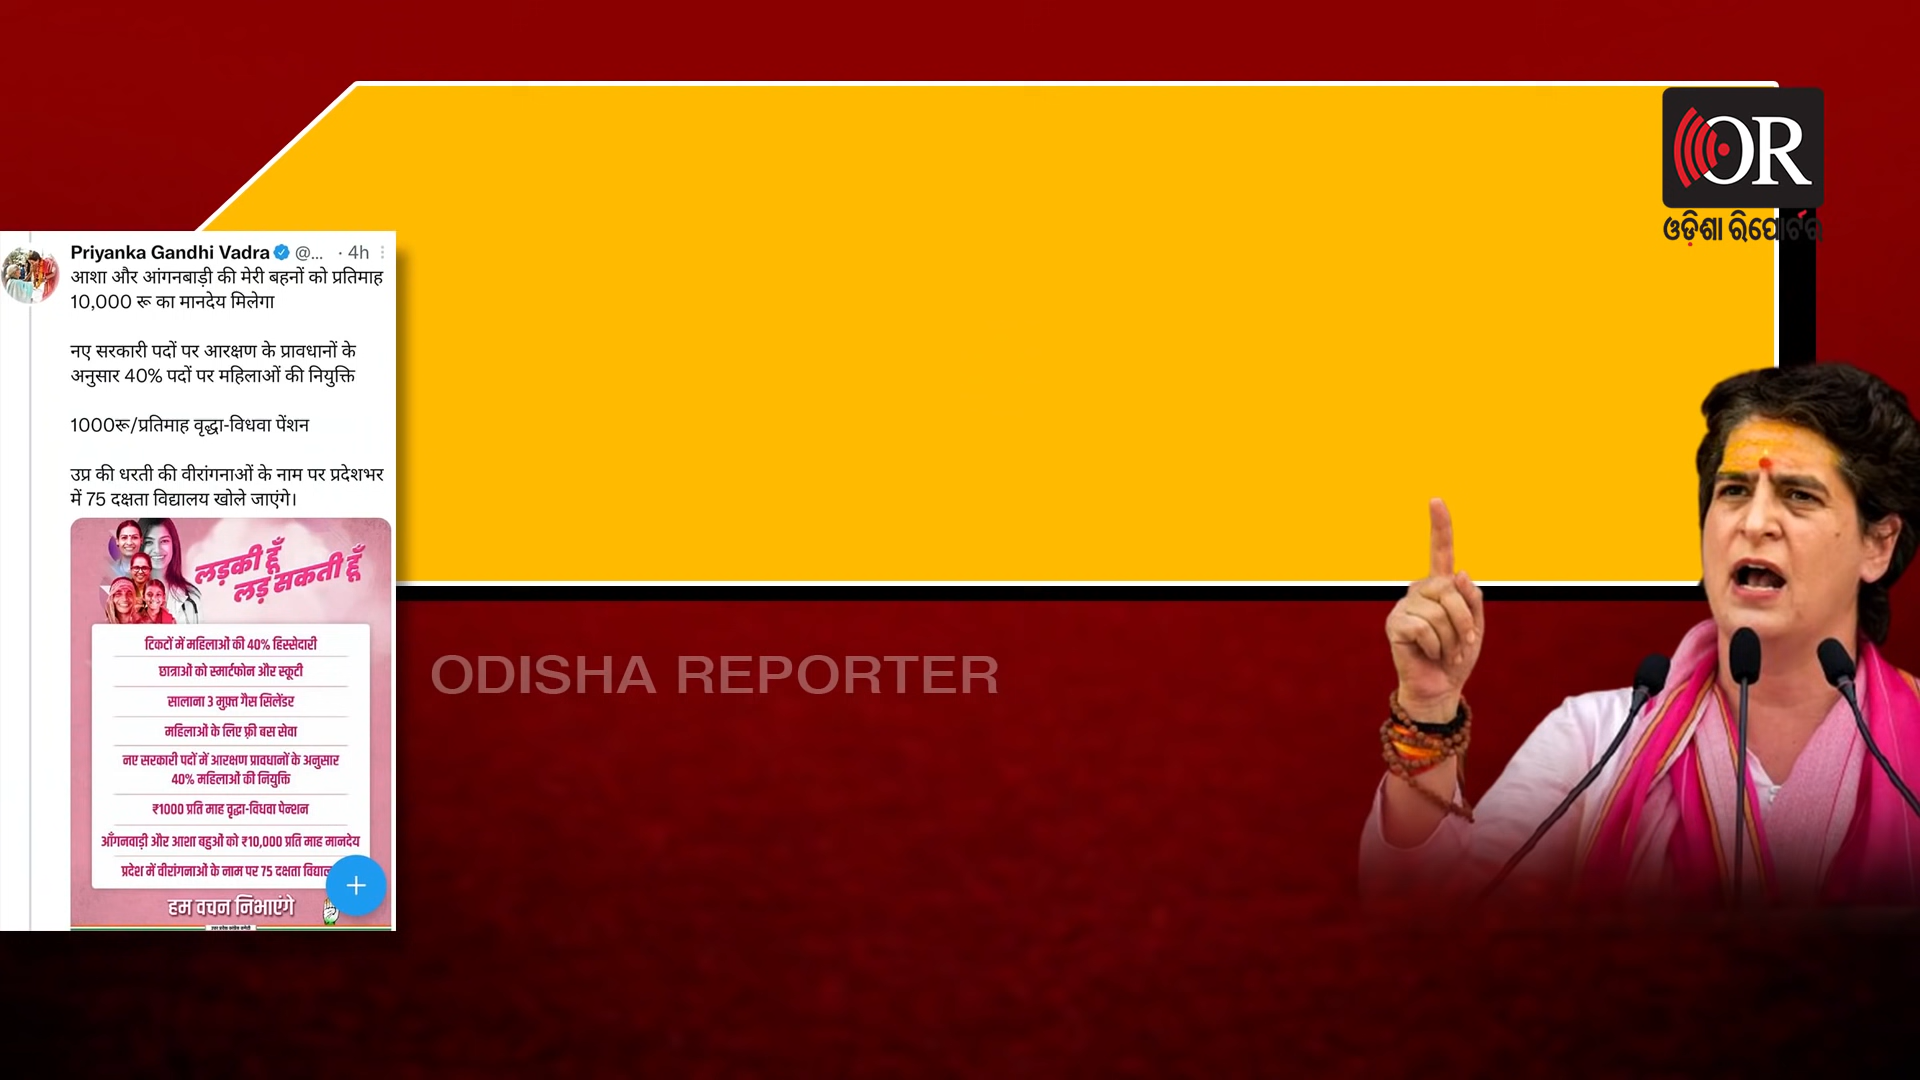 OR
ଓଡ଼ିଶା ରିପୋର୍ଟର
Priyanka Gandhi Vadra @... · 4h
आशा और आंगनबाड़ी की मेरी बहनों को प्रतिमाह
10,000 रू का मानदेय मिलेगा
नए सरकारी पदों पर आरक्षण के प्रावधानों के
अनुसार 40% पदों पर महिलाओं की नियुक्ति
1000रू/प्रतिमाह वृद्धा-विधवा पेंशन
उप्र की धरती की वीरांगनाओं के नाम पर प्रदेशभर
में 75 दक्षता विद्यालय खोले जाएंगे।
लड़की हूँ
लड़ सकती हूँ
टिकटों में महिलाओं की 40% हिस्सेदारी
छात्राओं को स्मार्टफोन और स्कूटी
सालाना 3 मुफ़्त गैस सिलेंडर
महिलाओं के लिए फ़्री बस सेवा
नए सरकारी पदों में आरक्षण प्रावधानों के अनुसार
40% महिलाओं की नियुक्ति
₹1000 प्रति माह वृद्धा-विधवा पेन्शन
आँगनवाड़ी और आशा बहुओं को ₹10,000 प्रति माह मानदेय
प्रदेश में वीरांगनाओं के नाम पर 75 दक्षता
हम वचन निभाएंगे
ODISHA REPORTER